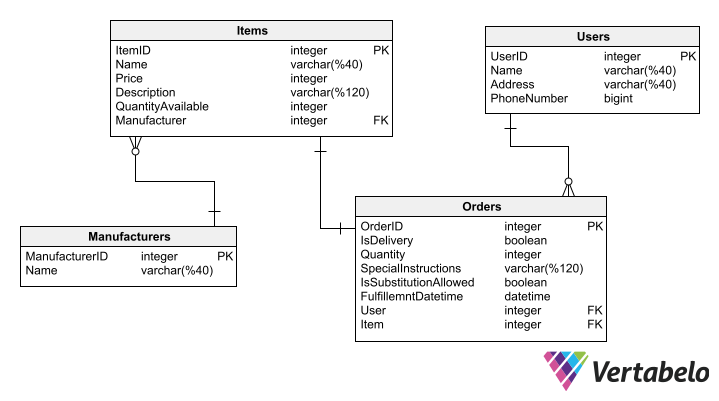 Items
ItemID integer PK
Name varchar(%40)
Price integer
Description varchar(%120)
QuantityAvailable integer
Manufacturer integer FK
Users
UserID integer PK
Name varchar(%40)
Address varchar(%40)
PhoneNumber bigint
Manufacturers
ManufacturerID integer PK
Name varchar(%40)
Orders
OrderID integer PK
IsDelivery boolean
Quantity integer
SpecialInstructions varchar(%120)
IsSubstitutionAllowed boolean
FulfillemntDatetime datetime
User integer FK
Item integer FK
Vertabelo